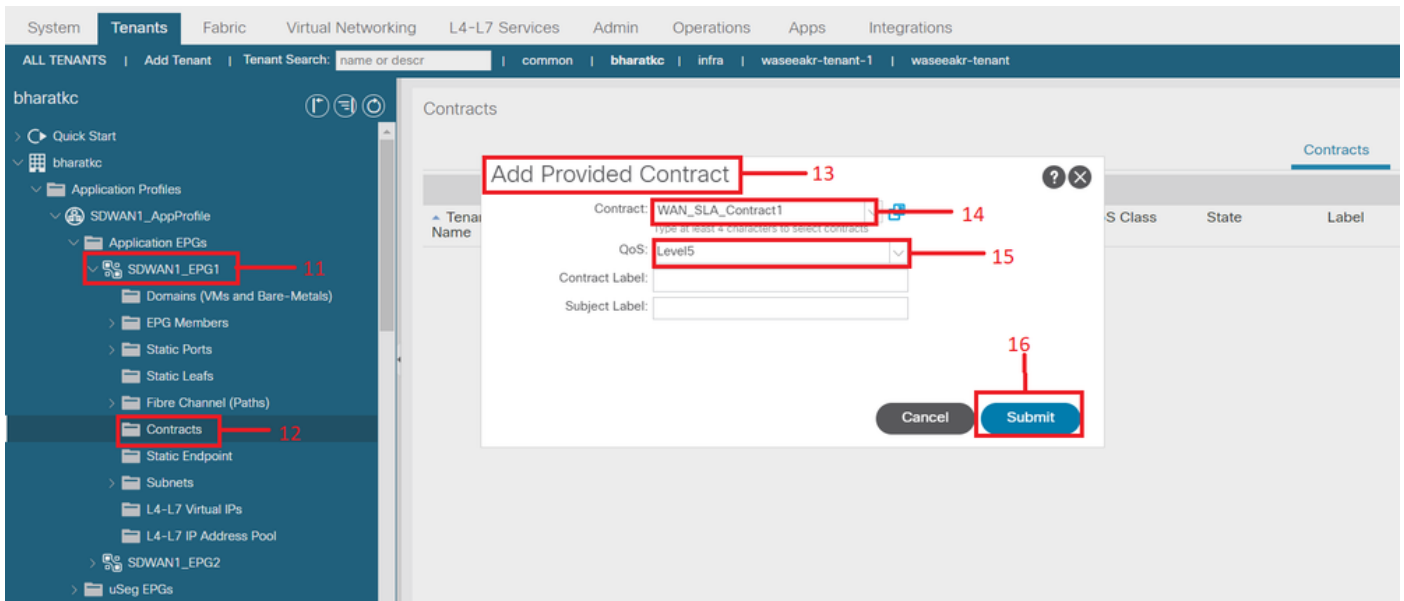 System Tenants Fabric Virtual Networking L4-L7 Services Admin Operations Apps Integrations
ALL TENANTS | Add Tenant | Tenant Search: name or descr | common | bharatkc | infra | waseeakr-tenant-1 | waseeakr-tenant
bharatkc
Quick Start
bharatkc
Application Profiles
SDWAN1_AppProfile
Application EPGs
SDWAN1_EPG1 11
Domains (VMs and Bare-Metals)
EPG Members
Static Ports
Static Leafs
Fibre Channel (Paths)
Contracts 12
Static Endpoint
Subnets
L4-L7 Virtual IPs
L4-L7 IP Address Pool
SDWAN1_EPG2
uSeg EPGs
Contracts
Contracts
Tena
Name
S Class State Label
Add Provided Contract 13
?
Contract: WAN_SLA_Contract1 14
Type at least 4 characters to select contracts
QoS: Level5 15
Contract Label:
Subject Label:
16
Cancel Submit